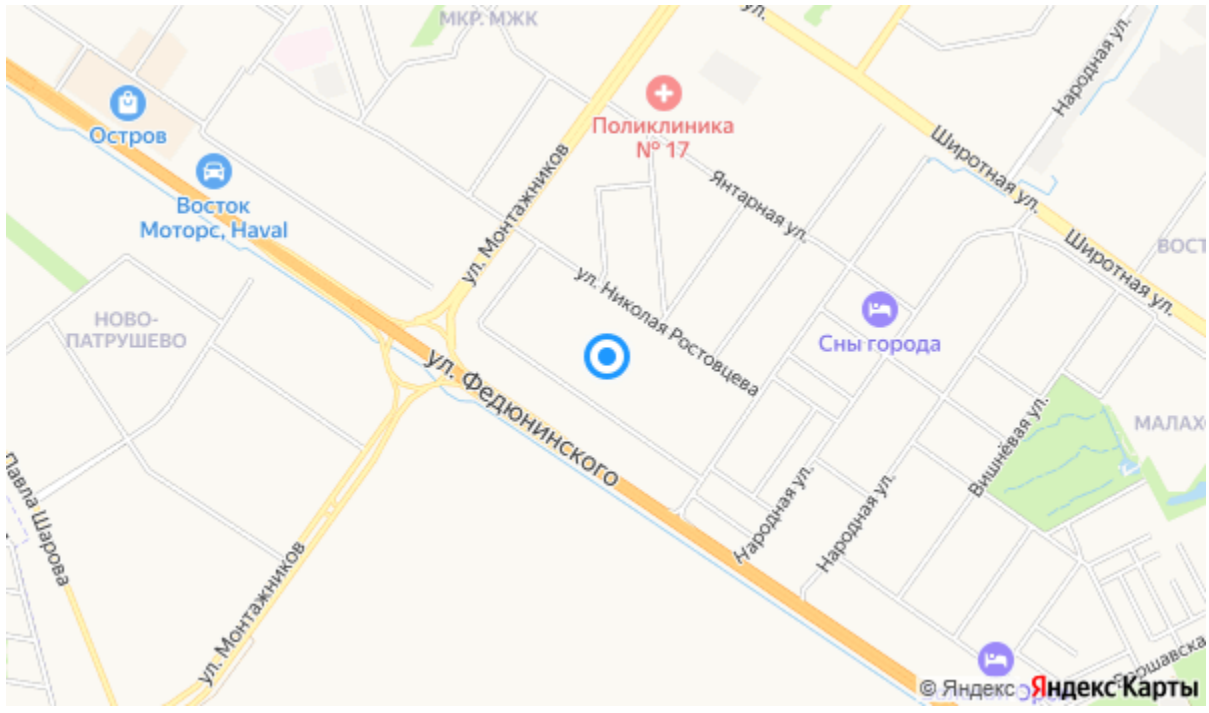 МКР. МЖК
ул.
Народная ул.
Остров
Поликлиника
№ 17
Широтная ул.
Восток
Моторс, Haval
ул. Монтажников
Янтарная ул.
Широтная ул.
ВОСТ
НОВО-
ПАТРУШЕВО
ул. Николая Ростовцева
Сны города
ул. Федюнинского
Вишнёвая ул.
МАЛАХО
Павла Шарова
Народная ул.
Народная ул.
ул. Монтажников
Варшавска
© Яндекс Яндекс Карты